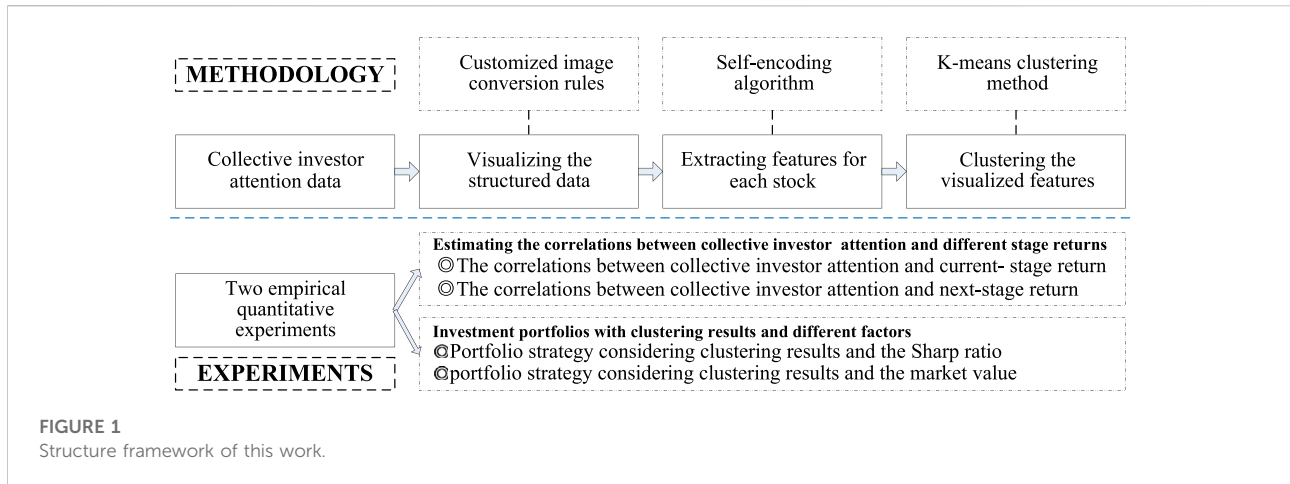 METHODOLOGY
Customized image
conversion rules
Self-encoding
algorithm
K-means clustering
method
Collective investor
attention data
Visualizing the
structured data
Extracting features for
each stock
Clustering the
visualized features
Two empirical
quantitative
experiments
EXPERIMENTS
Estimating the correlations between collective investor attention and different stage returns
◎The correlations between collective investor attention and current- stage return
◎The correlations between collective investor attention and next-stage return
Investment portfolios with clustering results and different factors
◎Portfolio strategy considering clustering results and the Sharp ratio
◎portfolio strategy considering clustering results and the market value
FIGURE 1
Structure framework of this work.